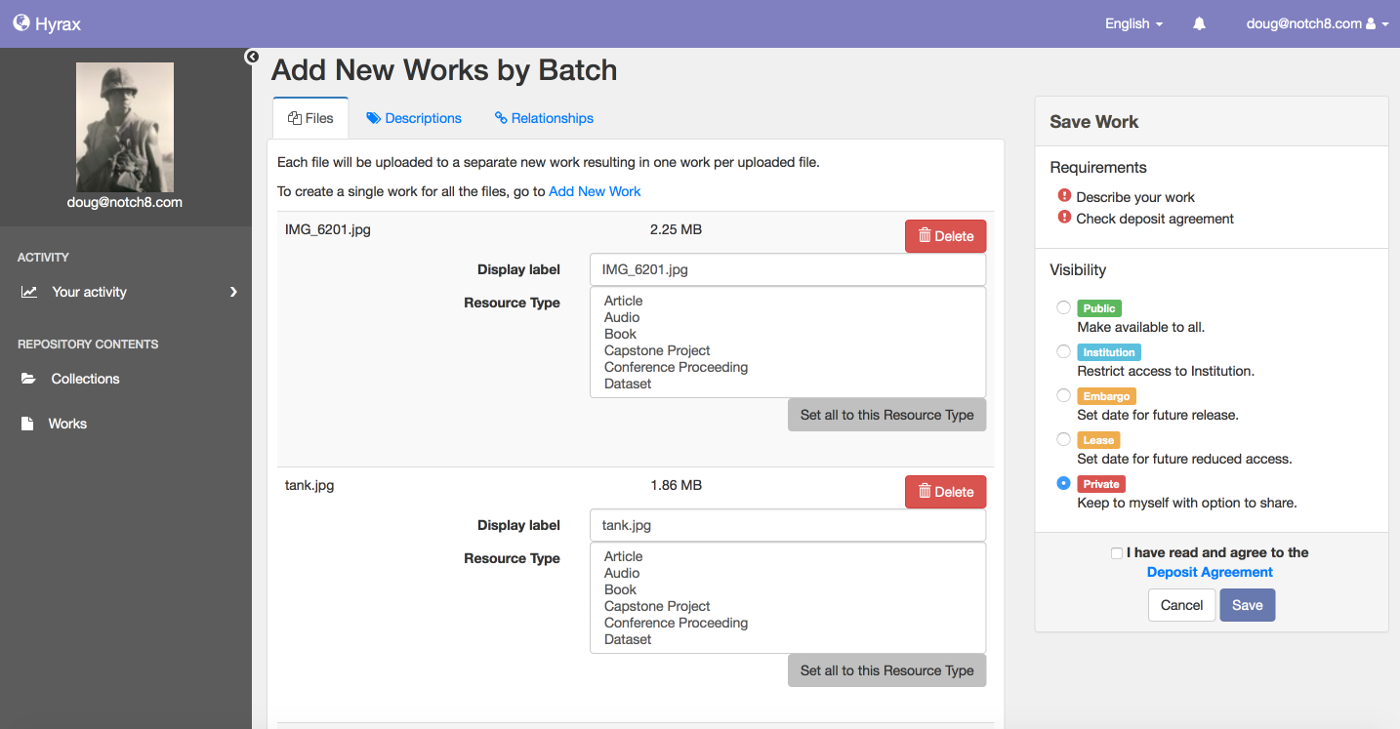 Hyrax
English
doug@notch8.com
doug@notch8.com
ACTIVITY
Your activity
REPOSITORY CONTENTS
Collections
Works
Add New Works by Batch
Files
Descriptions
Relationships
Each file will be uploaded to a separate new work resulting in one work per uploaded file.
To create a single work for all the files, go to Add New Work
IMG_6201.jpg 2.25 MB Delete
Display label IMG_6201.jpg
Resource Type
Article
Audio
Book
Capstone Project
Conference Proceeding
Dataset
Set all to this Resource Type
tank.jpg 1.86 MB Delete
Display label tank.jpg
Resource Type
Article
Audio
Book
Capstone Project
Conference Proceeding
Dataset
Set all to this Resource Type
Save Work
Requirements
Describe your work
Check deposit agreement
Visibility
Public
Make available to all.
Institution
Restrict access to Institution.
Embargo
Set date for future release.
Lease
Set date for future reduced access.
Private
Keep to myself with option to share.
I have read and agree to the
Deposit Agreement
Cancel Save